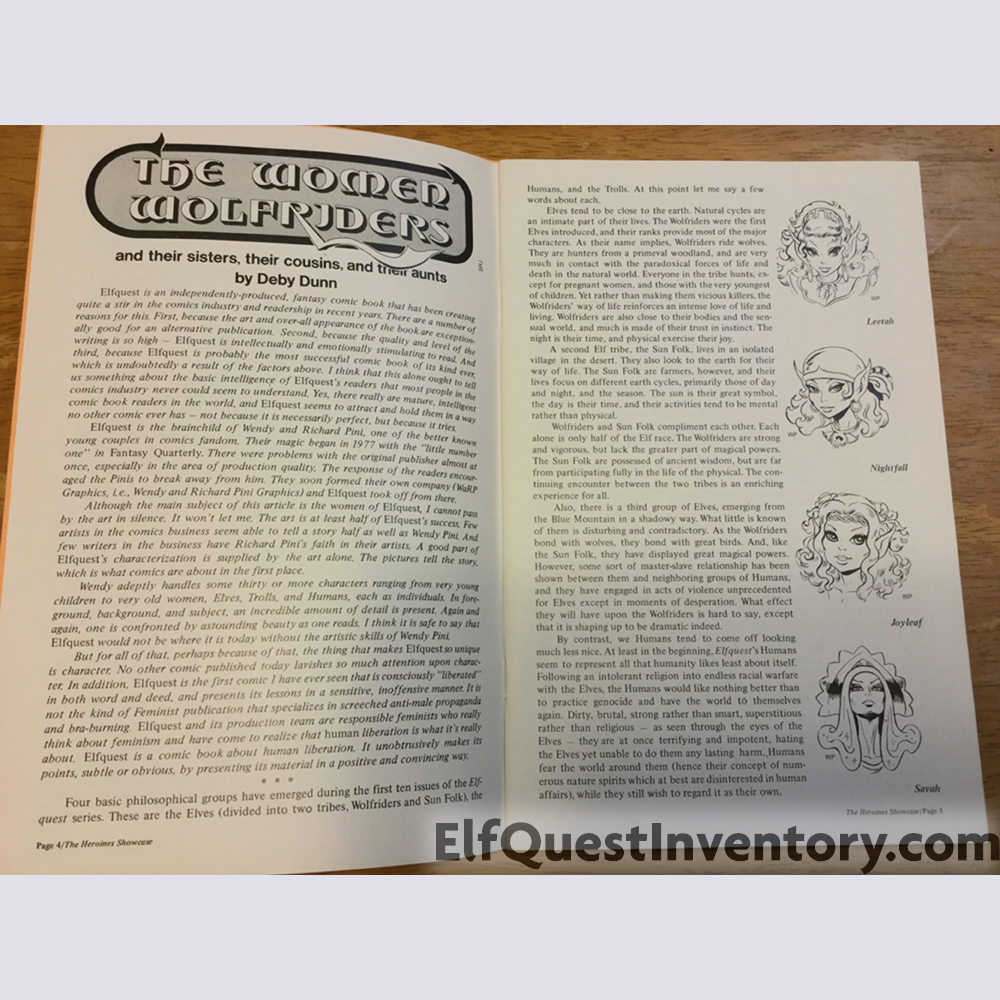 THE WOMEN
WOLFRIDERS
and their sisters, their cousins, and their aunts
by Deby Dunn
Elfquest is an independently-produced, fantasy comic book that has been creating
quite a stir in the comics industry and readership in recent years. There are a number of
reasons for this. First, because the art and over-all appearance of the book are exception-
ally good for an alternative publication. Second, because the quality and level of the
writing is so high — Elfquest is intellectually and emotionally stimulating to read. And
third, because Elfquest is probably the most successful comic book of its kind ever,
which is undoubtedly a result of the factors above. I think that this alone ought to tell
us something about the basic intelligence of Elfquest's readers that most people in the
comics industry never could seem to understand. Yes, there really are mature, intelligent
comic book readers in the world, and Elfquest seems to attract and hold them in a way
no other comic ever has — not because it is necessarily perfect, but because it tries.
Elfquest is the brainchild of Wendy and Richard Pini, one of the better known
young couples in comics fandom. Their magic began in 1977 with the "little number
one" in Fantasy Quarterly. There were problems with the original publisher almost at
once, especially in the area of production quality. The response of the readers encour-
aged the Pinis to break away from him. They soon formed their own company (WaRP
Graphics, i.e., Wendy and Richard Pini Graphics) and Elfquest took off from there.
Although the main subject of this article is the women of Elfquest, I cannot pass
by the art in silence. It won't let me. The art is at least half of Elfquest's success. Few
artists in the comics business seem able to tell a story half as well as Wendy Pini. And
few writers in the business have Richard Pini's faith in their artists. A good part of
Elfquest's characterization is supplied by the art alone. The pictures tell the story,
which is what comics are about in the first place.
Wendy adeptly handles some thirty or more characters ranging from very young
children to very old women, Elves, Trolls, and Humans, each as individuals. In fore-
ground, background, and subject, an incredible amount of detail is present. Again and
again, one is confronted by astounding beauty as one reads. I think it is safe to say that
Elfquest would not be where it is today without the artistic skills of Wendy Pini.
But for all of that, perhaps because of that, the thing that makes Elfquest so unique
is character. No other comic published today lavishes so much attention upon charac-
ter. In addition, Elfquest is the first comic I have ever seen that is consciously "liberated"
in both word and deed, and presents its lessons in a sensitive, inoffensive manner. It is
not the kind of Feminist publication that specializes in screeched anti-male propaganda
and bra-burning. Elfquest and its production team are responsible feminists who really
think about feminism and have come to realize that human liberation is what it's really
about. Elfquest is a comic book about human liberation. It unobtrusively makes its
points, subtle or obvious, by presenting its material in a positive and convincing way.
* * *
Four basic philosophical groups have emerged during the first ten issues of the Elf-
quest series. These are the Elves (divided into two tribes, Wolfriders and Sun Folk), the
Page 4/The Heroines Showcase
Humans, and the Trolls. At this point let me say a few
words about each.
Elves tend to be close to the earth. Natural cycles are
an intimate part of their lives. The Wolfriders were the first
Elves introduced, and their ranks provide most of the major
characters. As their name implies, Wolfriders ride wolves.
They are hunters from a primeval woodland, and are very
much in contact with the paradoxical forces of life and
death in the natural world. Everyone in the tribe hunts, ex-
cept for pregnant women, and those with the very youngest
of children. Yet rather than making them vicious killers, the
Wolfriders' way of life reinforces an intense love of life and
living. Wolfriders are also close to their bodies and the sen-
sual world, and much is made of their trust in instinct. The
night is their time, and physical exercise their joy.
A second Elf tribe, the Sun Folk, lives in an isolated
village in the desert. They also look to the earth for their
way of life. The Sun Folk are farmers, however, and their
lives focus on different earth cycles, primarily those of day
and night, and the season. The sun is their great symbol,
the day is their time, and their activities tend to be mental
rather than physical.
Wolfriders and Sun Folk compliment each other. Each
alone is only half of the Elf race. The Wolfriders are strong
and vigorous, but lack the greater part of magical powers.
The Sun Folk are possessed of ancient wisdom, but are far
from participating fully in the life of the physical. The con-
tinuing encounter between the two tribes is an enriching
experience for all.
Also, there is a third group of Elves, emerging from
the Blue Mountain in a shadowy way. What little is known
of them is disturbing and contradictory. As the Wolfriders
bond with wolves, they bond with great birds. And, like
the Sun Folk, they have displayed great magical powers.
However, some sort of master-slave relationship has been
shown between them and neighboring groups of Humans,
and they have engaged in acts of violence unprecedented
for Elves except in moments of desperation. What effect
they will have upon the Wolfriders is hard to say, except
that it is shaping up to be dramatic indeed.
By contrast, we Humans tend to come off looking
much less nice. At least in the beginning, Elfquest's Humans
seem to represent all that humanity likes least about itself.
Following an intolerant religion into endless racial warfare
with the Elves, the Humans would like nothing better than
to practice genocide and have the world to themselves
again. Dirty, brutal, strong rather than smart, superstitious
rather than religious — as seen through the eyes of the
Elves — they are at once terrifying and impotent, hating
the Elves yet unable to do them any lasting harm. Humans
fear the world around them (hence their concept of num-
erous nature spirits which at best are disinterested in human
affairs), while they still wish to regard it as their own.
WP
Leetah
WP
Nightfall
WP
Joyleaf
WP
Savah
The Heroines Showcase/Page 5
ElfQuestInventory.com